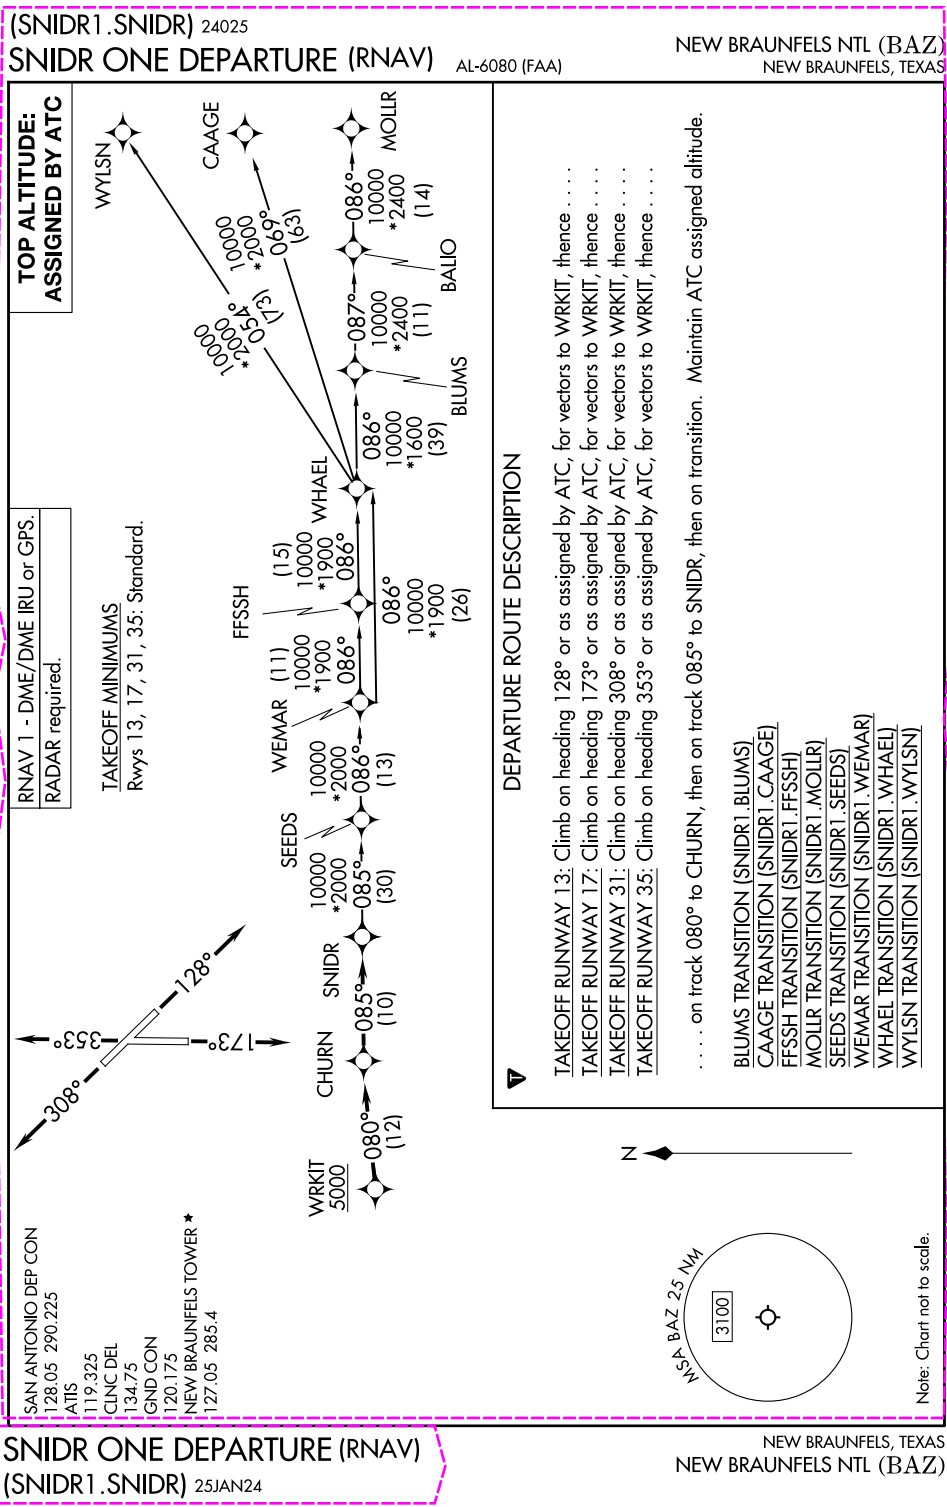 (SNIDR1.SNIDR) 24025
SNIDR ONE DEPARTURE (RNAV)
AL-6080 (FAA)
NEW BRAUNFELS NTL (BAZ)
NEW BRAUNFELS, TEXAS
SAN ANTONIO DEP CON
128.05 290.225
ATIS
119.325
CLNC DEL
134.75
GND CON
120.175
NEW BRAUNFELS TOWER ★
127.05 285.4
RNAV 1 - DME/DME IRU or GPS.
RADAR required.
TOP ALTITUDE:
ASSIGNED BY ATC
TAKEOFF MINIMUMS
Rwys 13, 17, 31, 35: Standard.
308°
353°
128°
173°
WRKIT
5000
080°
(12)
CHURN
085°
(10)
SNIDR
10000
*2000
085°
(30)
SEEDS
10000
*2000
086°
(13)
WEMAR
(11)
10000
*1900
086°
FFSSH
(15)
10000
*1900
086°
086°
10000
*1900
(26)
WHAEL
10000
*2000
054°
(73)
WYLSN
10000
*2000
069°
(63)
CAAGE
086°
10000
*1600
(39)
BLUMS
087°
10000
*2400
(11)
BALIO
086°
10000
*2400
(14)
MOLLR
MSA BAZ 25 NM
3100
N
Note: Chart not to scale.
T
DEPARTURE ROUTE DESCRIPTION
TAKEOFF RUNWAY 13: Climb on heading 128° or as assigned by ATC, for vectors to WRKIT, thence . . . .
TAKEOFF RUNWAY 17: Climb on heading 173° or as assigned by ATC, for vectors to WRKIT, thence . . . .
TAKEOFF RUNWAY 31: Climb on heading 308° or as assigned by ATC, for vectors to WRKIT, thence . . . .
TAKEOFF RUNWAY 35: Climb on heading 353° or as assigned by ATC, for vectors to WRKIT, thence . . . .
. . . . on track 080° to CHURN, then on track 085° to SNIDR, then on transition. Maintain ATC assigned altitude.
BLUMS TRANSITION (SNIDR1.BLUMS)
CAAGE TRANSITION (SNIDR1.CAAGE)
FFSSH TRANSITION (SNIDR1.FFSSH)
MOLLR TRANSITION (SNIDR1.MOLLR)
SEEDS TRANSITION (SNIDR1.SEEDS)
WEMAR TRANSITION (SNIDR1.WEMAR)
WHAEL TRANSITION (SNIDR1.WHAEL)
WYLSN TRANSITION (SNIDR1.WYLSN)
SNIDR ONE DEPARTURE (RNAV)
(SNIDR1.SNIDR) 25JAN24
NEW BRAUNFELS, TEXAS
NEW BRAUNFELS NTL (BAZ)